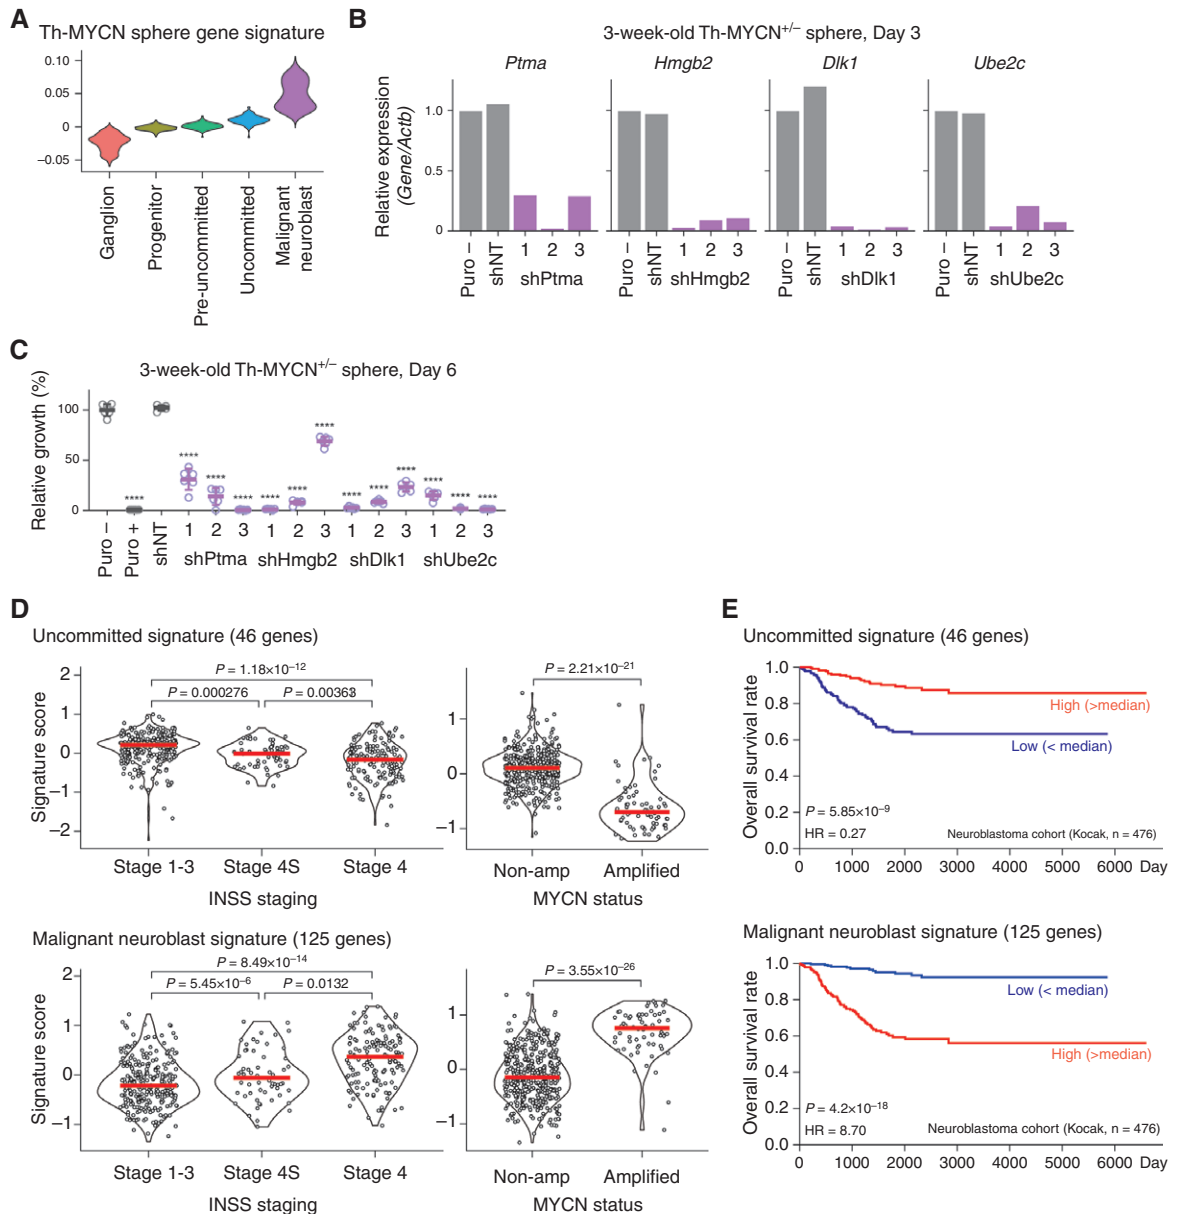 A
Th-MYCN sphere gene signature
0.10
0.05
0
−0.05
Ganglion
Progenitor
Pre-uncommitted
Uncommitted
Malignant
neuroblast
B
3-week-old Th-MYCN+/− sphere, Day 3
Relative expression
(Gene/Actb)
1.0
0.5
0
Ptma
Hmgb2
Dlk1
Ube2c
Puro −
shNT
1 2 3
shPtma
Puro −
shNT
1 2 3
shHmgb2
Puro −
shNT
1 2 3
shDlk1
Puro −
shNT
1 2 3
shUbe2c
C
3-week-old Th-MYCN+/− sphere, Day 6
Relative growth (%)
100
50
0
****
****
****
****
****
****
****
****
****
****
****
****
****
Puro −
Puro +
shNT
1 2 3 1 2 3 1 2 3 1 2 3
shPtma shHmgb2 shDlk1 shUbe2c
D
Uncommitted signature (46 genes)
Signature score
2
1
0
−1
−2
P = 1.18×10−12
P = 0.000276
P = 0.00363
Stage 1-3 Stage 4S Stage 4
INSS staging
1
0
−1
P = 2.21×10−21
Non-amp Amplified
MYCN status
Malignant neuroblast signature (125 genes)
Signature score
2
1
0
−1
P = 8.49×10−14
P = 5.45×10−6
P = 0.0132
Stage 1-3 Stage 4S Stage 4
INSS staging
1
0
−1
P = 3.55×10−26
Non-amp Amplified
MYCN status
E
Uncommitted signature (46 genes)
Overall survival rate
1.0
0.8
0.6
0.4
0.2
0.0
High (>median)
Low (< median)
P = 5.85×10−9
HR = 0.27
Neuroblastoma cohort (Kocak, n = 476)
0 1000 2000 3000 4000 5000 6000 Day
Malignant neuroblast signature (125 genes)
Overall survival rate
1.0
0.8
0.6
0.4
0.2
0.0
Low (< median)
High (>median)
P = 4.2×10−18
HR = 8.70
Neuroblastoma cohort (Kocak, n = 476)
0 1000 2000 3000 4000 5000 6000 Day